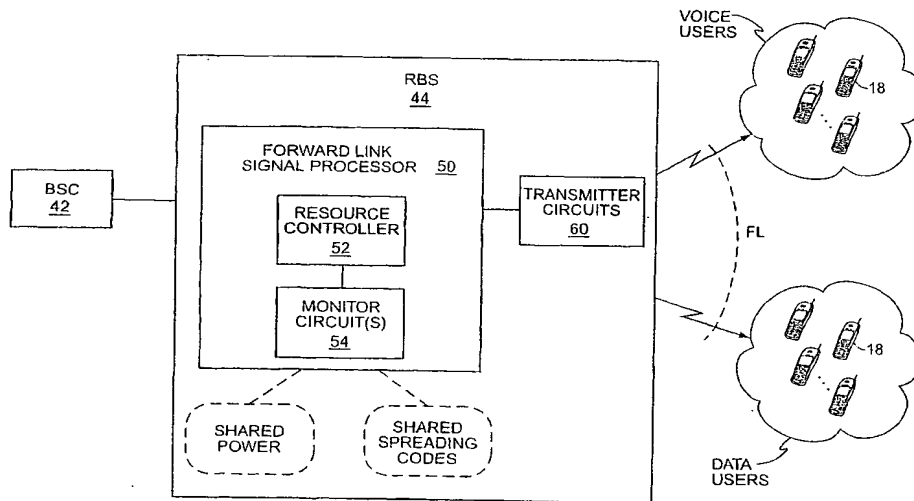 VOICE
USERS
18
RBS
44
FORWARD LINK
SIGNAL PROCESSOR 50
BSC
42
RESOURCE
CONTROLLER
52
TRANSMITTER
CIRCUITS
60
FL
MONITOR
CIRCUIT(S)
54
18
SHARED
POWER
SHARED
SPREADING
CODES
DATA
USERS